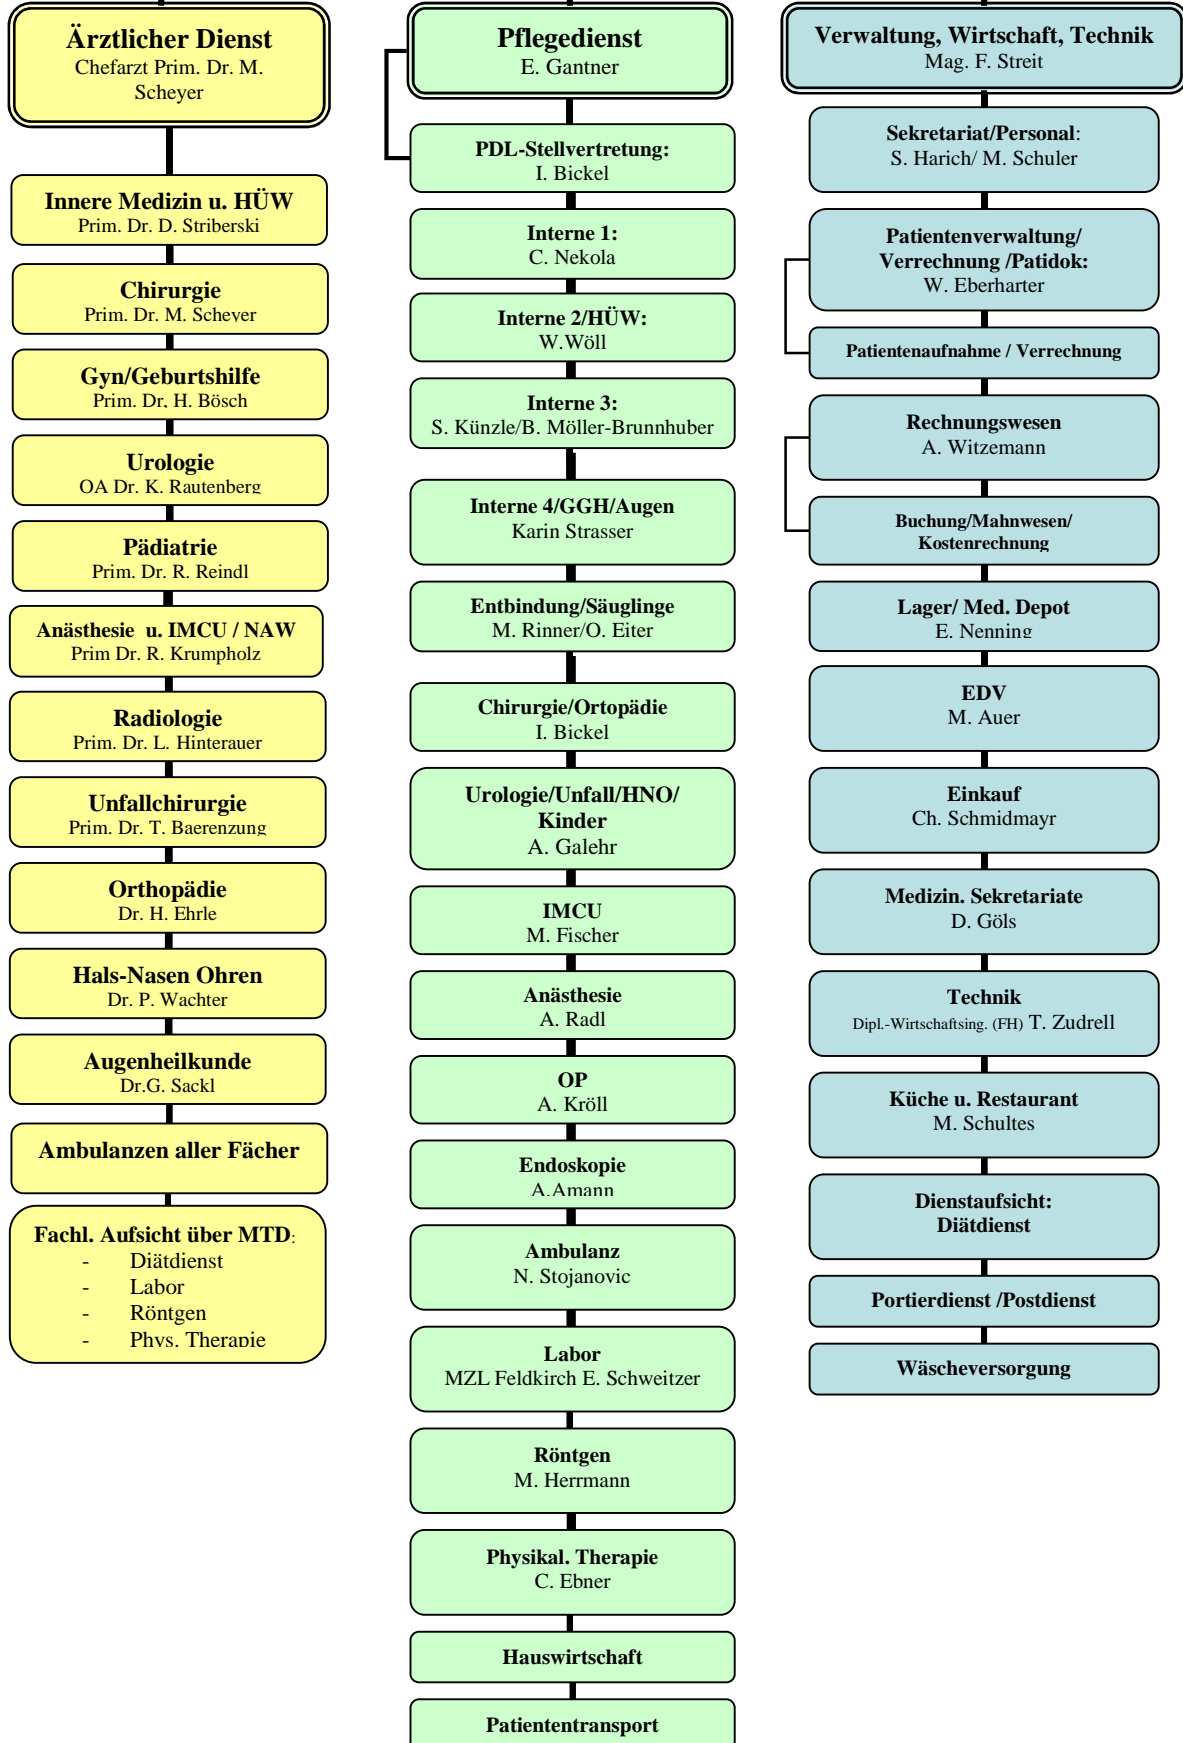 Ärztlicher Dienst
Chefarzt Prim. Dr. M.
Scheyer
Innere Medizin u. HÜW
Prim. Dr. D. Striberski
Chirurgie
Prim. Dr. M. Scheyer
Gyn/Geburtshilfe
Prim. Dr, H. Bösch
Urologie
OA Dr. K. Rautenberg
Pädiatrie
Prim. Dr. R. Reindl
Anästhesie u. IMCU / NAW
Prim Dr. R. Krumpholz
Radiologie
Prim. Dr. L. Hinterauer
Unfallchirurgie
Prim. Dr. T. Baerenzung
Orthopädie
Dr. H. Ehrle
Hals-Nasen Ohren
Dr. P. Wachter
Augenheilkunde
Dr.G. Sackl
Ambulanzen aller Fächer
Fachl. Aufsicht über MTD:
- Diätdienst
- Labor
- Röntgen
- Phys. Therapie
Pflegedienst
E. Gantner
PDL-Stellvertretung:
I. Bickel
Interne 1:
C. Nekola
Interne 2/HÜW:
W.Wöll
Interne 3:
S. Künzle/B. Möller-Brunnhuber
Interne 4/GGH/Augen
Karin Strasser
Entbindung/Säuglinge
M. Rinner/O. Eiter
Chirurgie/Ortopädie
I. Bickel
Urologie/Unfall/HNO/
Kinder
A. Galehr
IMCU
M. Fischer
Anästhesie
A. Radl
OP
A. Kröll
Endoskopie
A.Amann
Ambulanz
N. Stojanovic
Labor
MZL Feldkirch E. Schweitzer
Röntgen
M. Herrmann
Physikal. Therapie
C. Ebner
Hauswirtschaft
Patiententransport
Verwaltung, Wirtschaft, Technik
Mag. F. Streit
Sekretariat/Personal:
S. Harich/ M. Schuler
Patientenverwaltung/
Verrechnung /Patidok:
W. Eberharter
Patientenaufnahme / Verrechnung
Rechnungswesen
A. Witzemann
Buchung/Mahnwesen/
Kostenrechnung
Lager/ Med. Depot
E. Nenning
EDV
M. Auer
Einkauf
Ch. Schmidmayr
Medizin. Sekretariate
D. Göls
Technik
Dipl.-Wirtschaftsing. (FH) T. Zudrell
Küche u. Restaurant
M. Schultes
Dienstaufsicht:
Diätdienst
Portierdienst /Postdienst
Wäscheversorgung